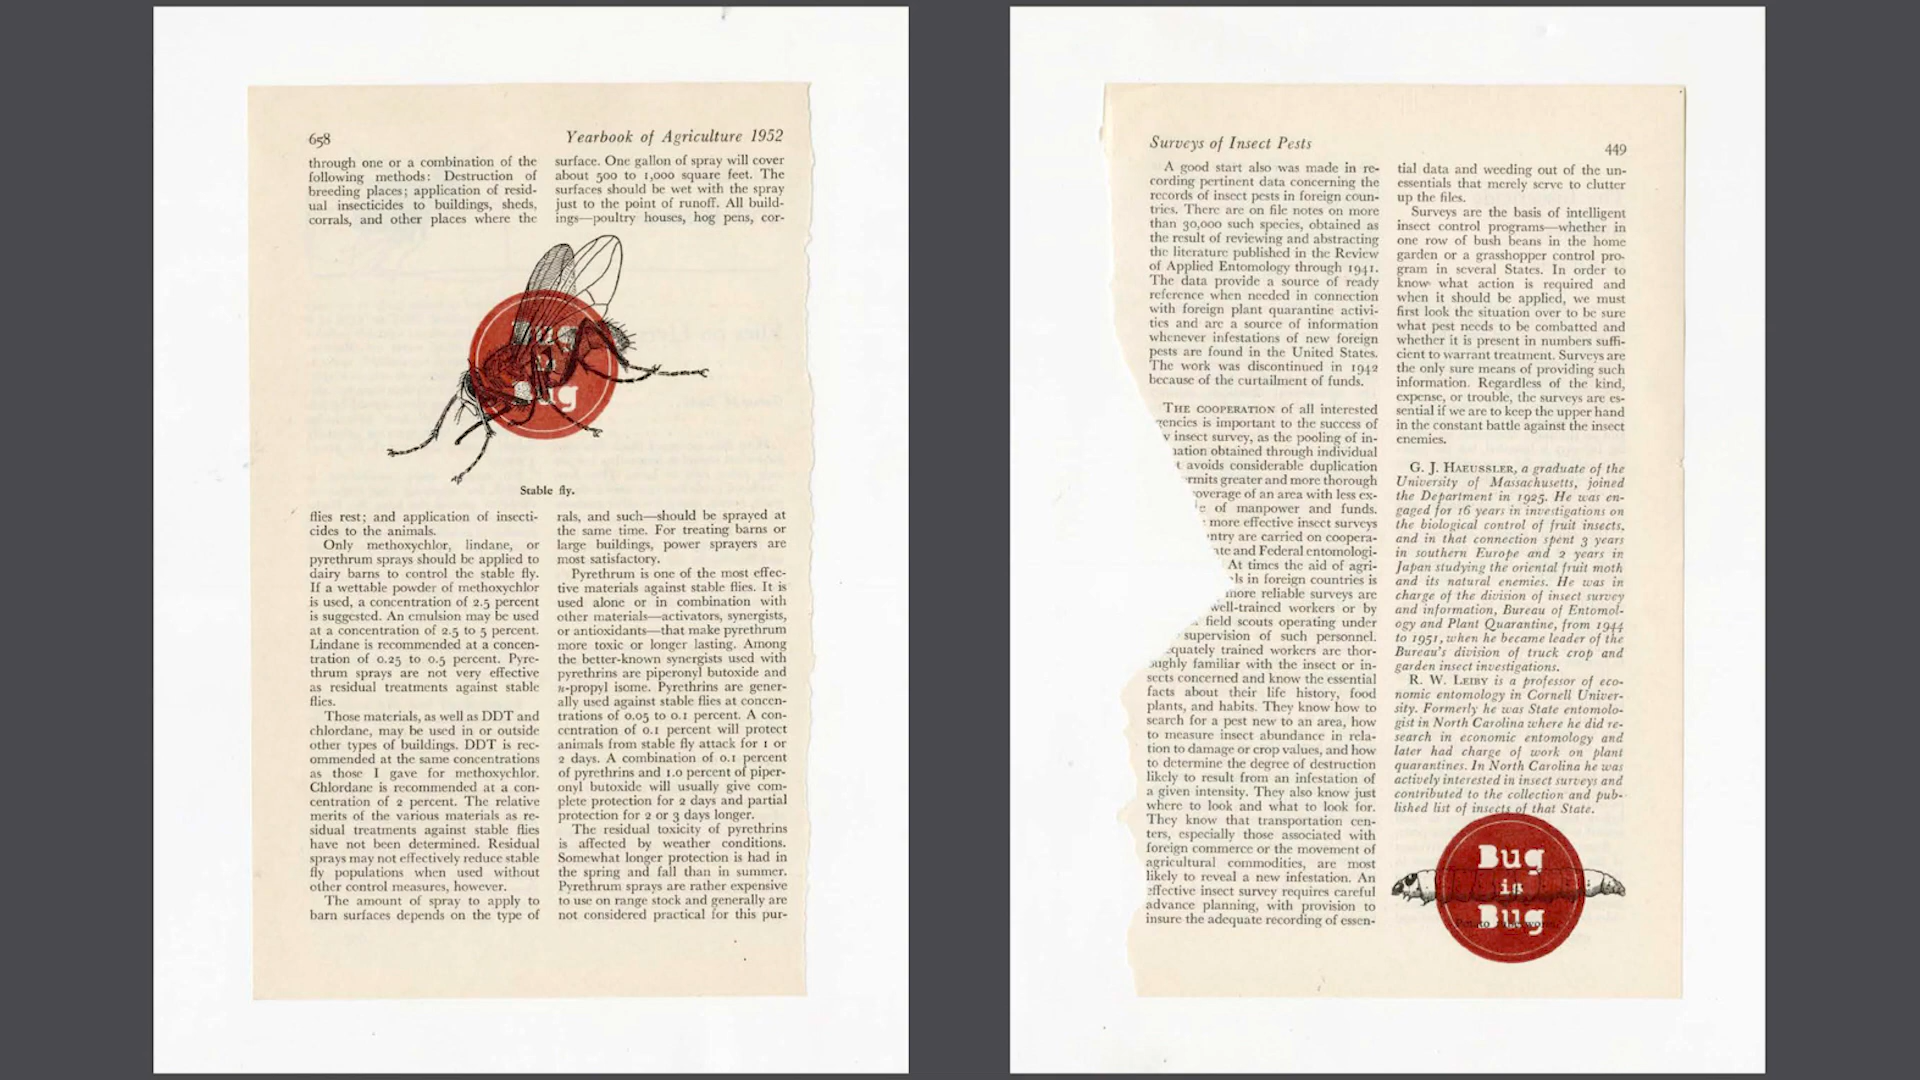 658
Yearbook of Agriculture 1952
through one or a combination of the
following methods: Destruction of
breeding places; application of resid-
ual insecticides to buildings, sheds,
corrals, and other places where the
surface. One gallon of spray will cover
about 500 to 1,000 square feet. The
surfaces should be wet with the spray
just to the point of runoff. All build-
ings—poultry houses, hog pens, cor-
Bug
Stable fly.
flies rest; and application of insecti-
cides to the animals.
Only methoxychlor, lindane, or
pyrethrum sprays should be applied to
dairy barns to control the stable fly.
If a wettable powder of methoxychlor
is used, a concentration of 2.5 percent
is suggested. An emulsion may be used
at a concentration of 2.5 to 5 percent.
Lindane is recommended at a concen-
tration of 0.25 to 0.5 percent. Pyre-
thrum sprays are not very effective
as residual treatments against stable
flies.
Those materials, as well as DDT and
chlordane, may be used in or outside
other types of buildings. DDT is rec-
ommended at the same concentrations
as those I gave for methoxychlor.
Chlordane is recommended at a con-
centration of 2 percent. The relative
merits of the various materials as re-
sidual treatments against stable flies
have not been determined. Residual
sprays may not effectively reduce stable
fly populations when used without
other control measures, however.
The amount of spray to apply to
barn surfaces depends on the type of
rals, and such—should be sprayed at
the same time. For treating barns or
large buildings, power sprayers are
most satisfactory.
Pyrethrum is one of the most effec-
tive materials against stable flies. It is
used alone or in combination with
other materials—activators, synergists,
or antioxidants—that make pyrethrum
more toxic or longer lasting. Among
the better-known synergists used with
pyrethrins are piperonyl butoxide and
n-propyl isome. Pyrethrins are gener-
ally used against stable flies at concen-
trations of 0.05 to 0.1 percent. A con-
centration of 0.1 percent will protect
animals from stable fly attack for 1 or
2 days. A combination of 0.1 percent
of pyrethrins and 1.0 percent of piper-
onyl butoxide will usually give com-
plete protection for 2 days and partial
protection for 2 or 3 days longer.
The residual toxicity of pyrethrins
is affected by weather conditions.
Somewhat longer protection is had in
the spring and fall than in summer.
Pyrethrum sprays are rather expensive
to use on range stock and generally are
not considered practical for this pur-
Surveys of Insect Pests
449
A good start also was made in re-
cording pertinent data concerning the
records of insect pests in foreign coun-
tries. There are on file notes on more
than 30,000 such species, obtained as
the result of reviewing and abstracting
the literature published in the Review
of Applied Entomology through 1941.
The data provide a source of ready
reference when needed in connection
with foreign plant quarantine activi-
ties and are a source of information
whenever infestations of new foreign
pests are found in the United States.
The work was discontinued in 1942
because of the curtailment of funds.
THE COOPERATION of all interested
gencies is important to the success of
insect survey, as the pooling of in-
ation obtained through individual
avoids considerable duplication
rmits greater and more thorough
overage of an area with less ex-
of manpower and funds.
more effective insect surveys
ntry are carried on coopera-
te and Federal entomologi-
At times the aid of agri-
ls in foreign countries is
more reliable surveys are
well-trained workers or by
field scouts operating under
supervision of such personnel.
equately trained workers are thor-
oughly familiar with the insect or in-
sects concerned and know the essential
facts about their life history, food
plants, and habits. They know how to
search for a pest new to an area, how
to measure insect abundance in rela-
tion to damage or crop values, and how
to determine the degree of destruction
likely to result from an infestation of
a given intensity. They also know just
where to look and what to look for.
They know that transportation cen-
ters, especially those associated with
foreign commerce or the movement of
agricultural commodities, are most
likely to reveal a new infestation. An
effective insect survey requires careful
advance planning, with provision to
insure the adequate recording of essen-
tial data and weeding out of the un-
essentials that merely serve to clutter
up the files.
Surveys are the basis of intelligent
insect control programs—whether in
one row of bush beans in the home
garden or a grasshopper control pro-
gram in several States. In order to
know what action is required and
when it should be applied, we must
first look the situation over to be sure
what pest needs to be combatted and
whether it is present in numbers suffi-
cient to warrant treatment. Surveys are
the only sure means of providing such
information. Regardless of the kind,
expense, or trouble, the surveys are es-
sential if we are to keep the upper hand
in the constant battle against the insect
enemies.
G. J. HAEUSSLER, a graduate of the
University of Massachusetts, joined
the Department in 1925. He was en-
gaged for 16 years in investigations on
the biological control of fruit insects,
and in that connection spent 3 years
in southern Europe and 2 years in
Japan studying the oriental fruit moth
and its natural enemies. He was in
charge of the division of insect survey
and information, Bureau of Entomol-
ogy and Plant Quarantine, from 1944
to 1951, when he became leader of the
Bureau's division of truck crop and
garden insect investigations.
R. W. LEIBY is a professor of eco-
nomic entomology in Cornell Univer-
sity. Formerly he was State entomolo-
gist in North Carolina where he did re-
search in economic entomology and
later had charge of work on plant
quarantines. In North Carolina he was
actively interested in insect surveys and
contributed to the collection and pub-
lished list of insects of that State.
Bug
is
Bug